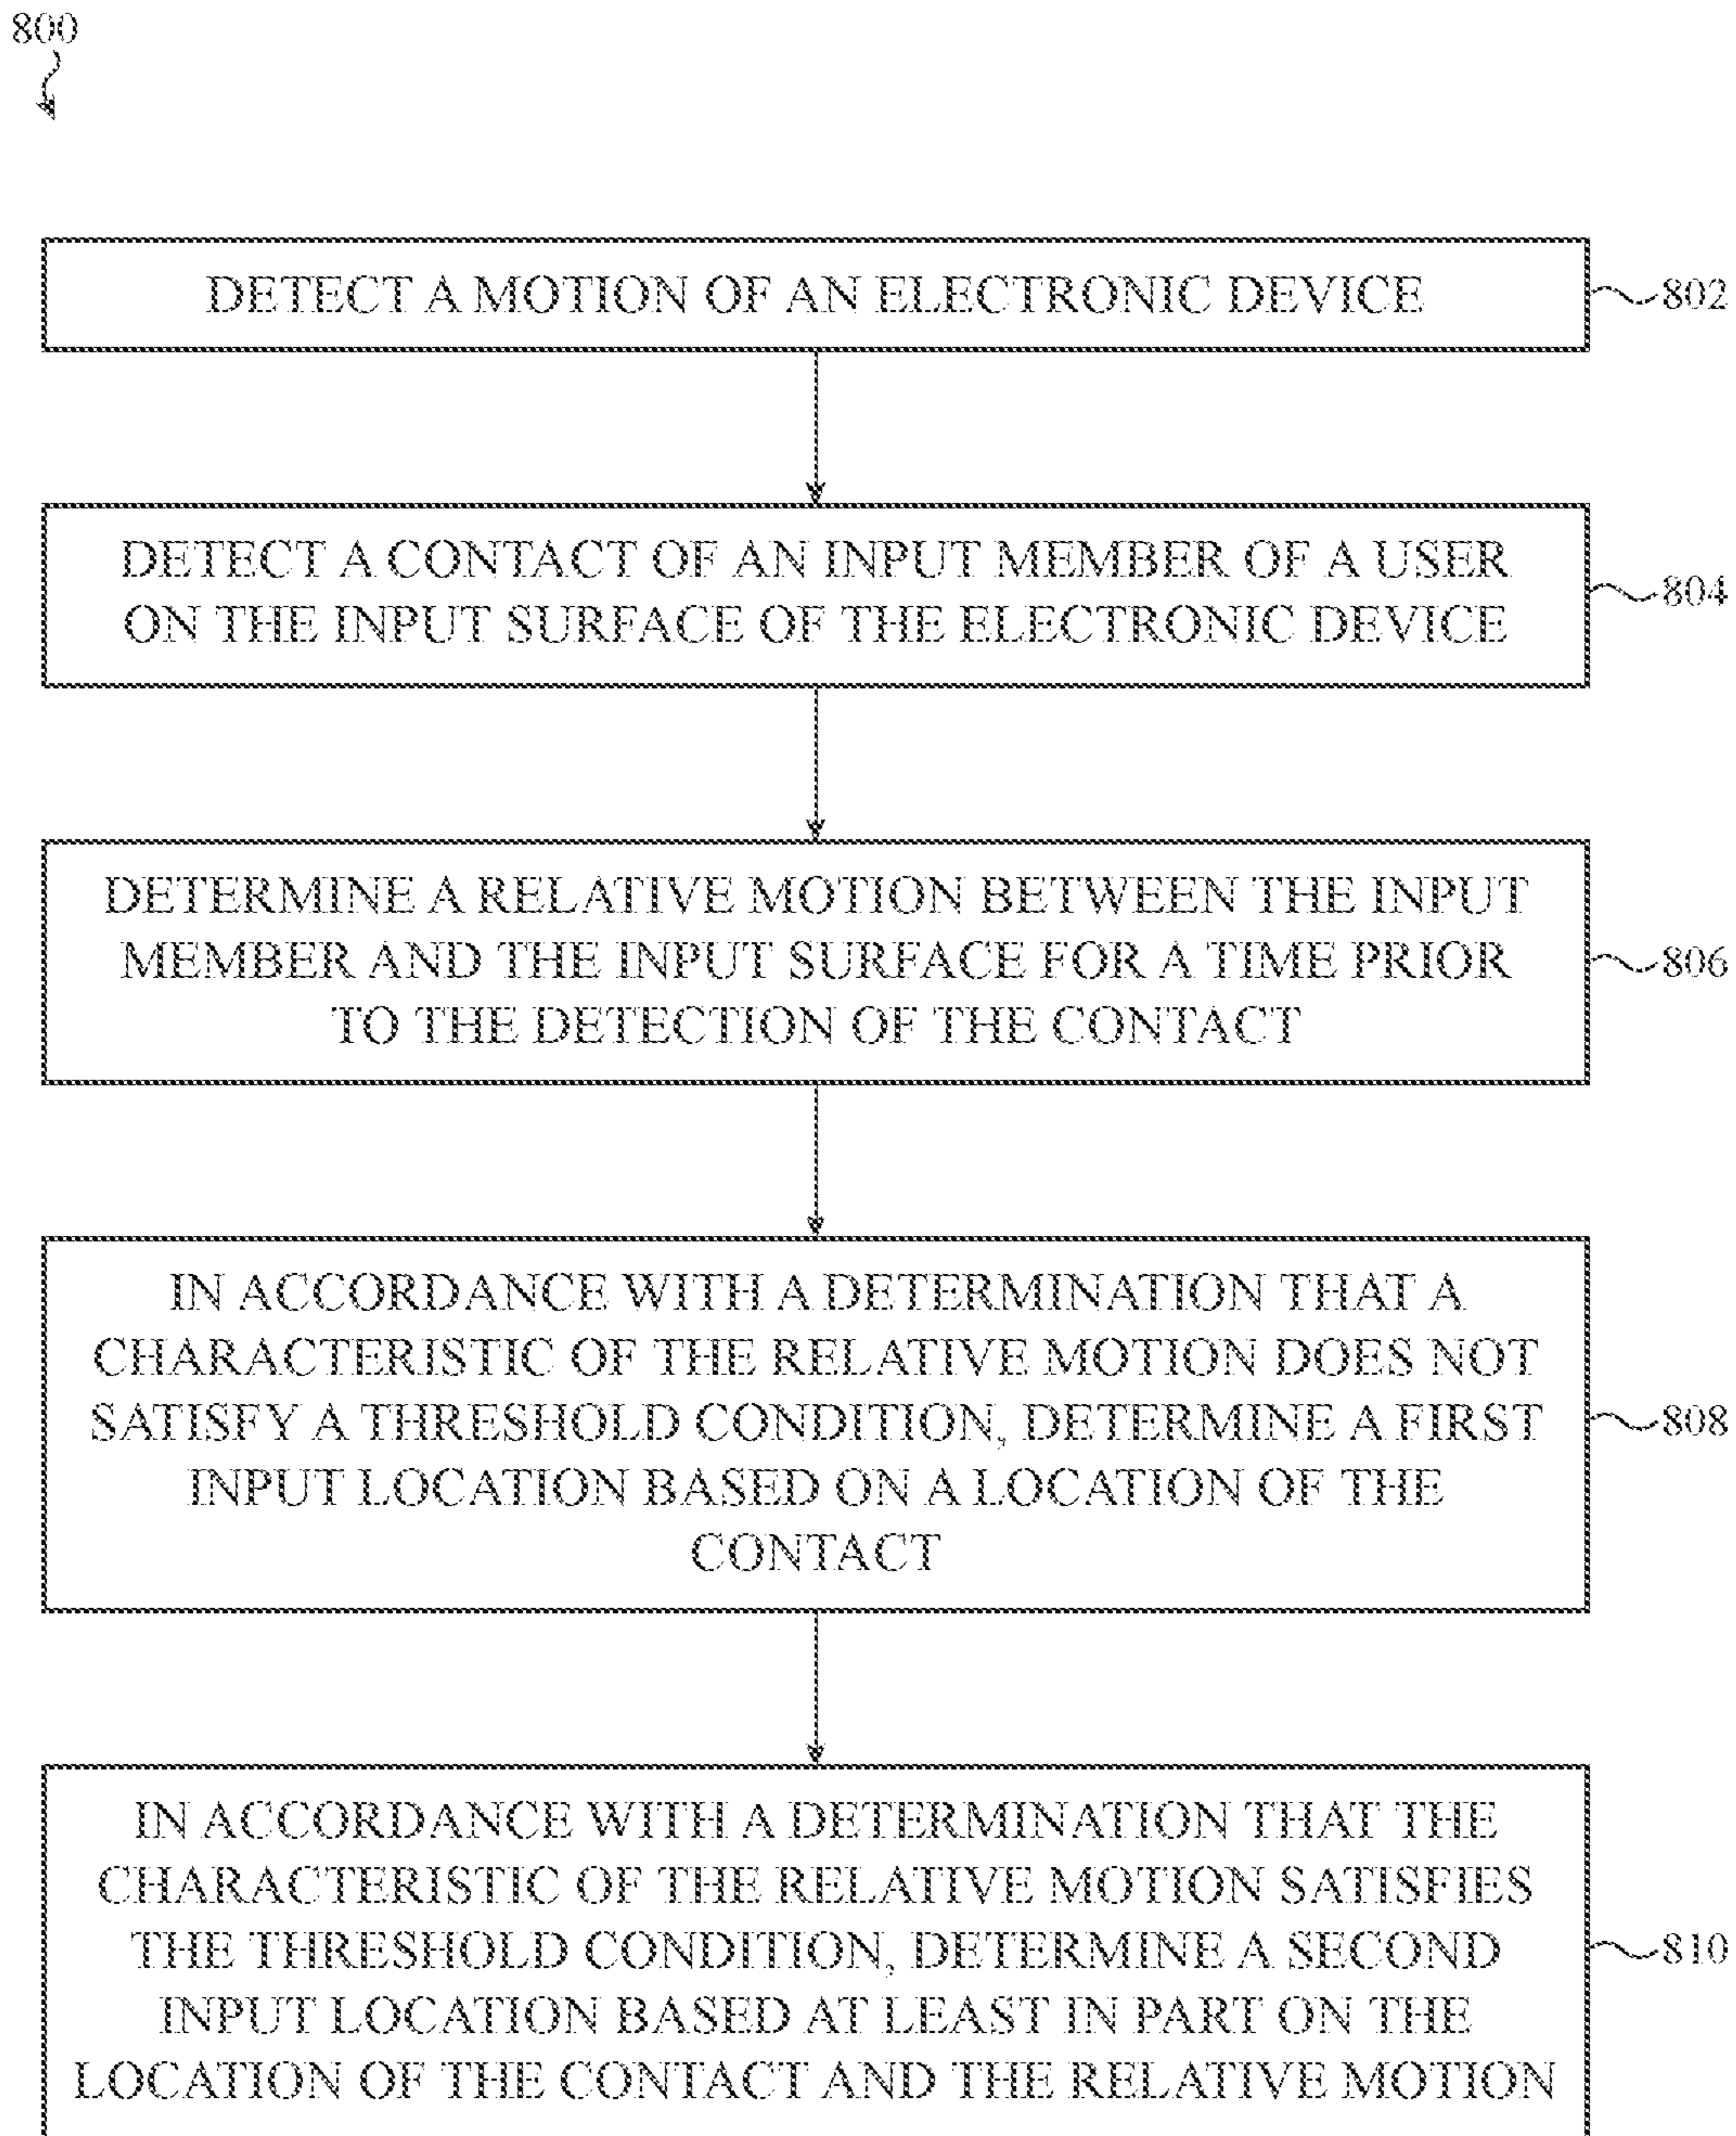 800
DETECT A MOTION OF AN ELECTRONIC DEVICE
802
DETECT A CONTACT OF AN INPUT MEMBER OF A USER
ON THE INPUT SURFACE OF THE ELECTRONIC DEVICE
804
DETERMINE A RELATIVE MOTION BETWEEN THE INPUT
MEMBER AND THE INPUT SURFACE FOR A TIME PRIOR
TO THE DETECTION OF THE CONTACT
806
IN ACCORDANCE WITH A DETERMINATION THAT A
CHARACTERISTIC OF THE RELATIVE MOTION DOES NOT
SATISFY A THRESHOLD CONDITION, DETERMINE A FIRST
INPUT LOCATION BASED ON A LOCATION OF THE
CONTACT
808
IN ACCORDANCE WITH A DETERMINATION THAT THE
CHARACTERISTIC OF THE RELATIVE MOTION SATISFIES
THE THRESHOLD CONDITION, DETERMINE A SECOND
INPUT LOCATION BASED AT LEAST IN PART ON THE
LOCATION OF THE CONTACT AND THE RELATIVE MOTION
810